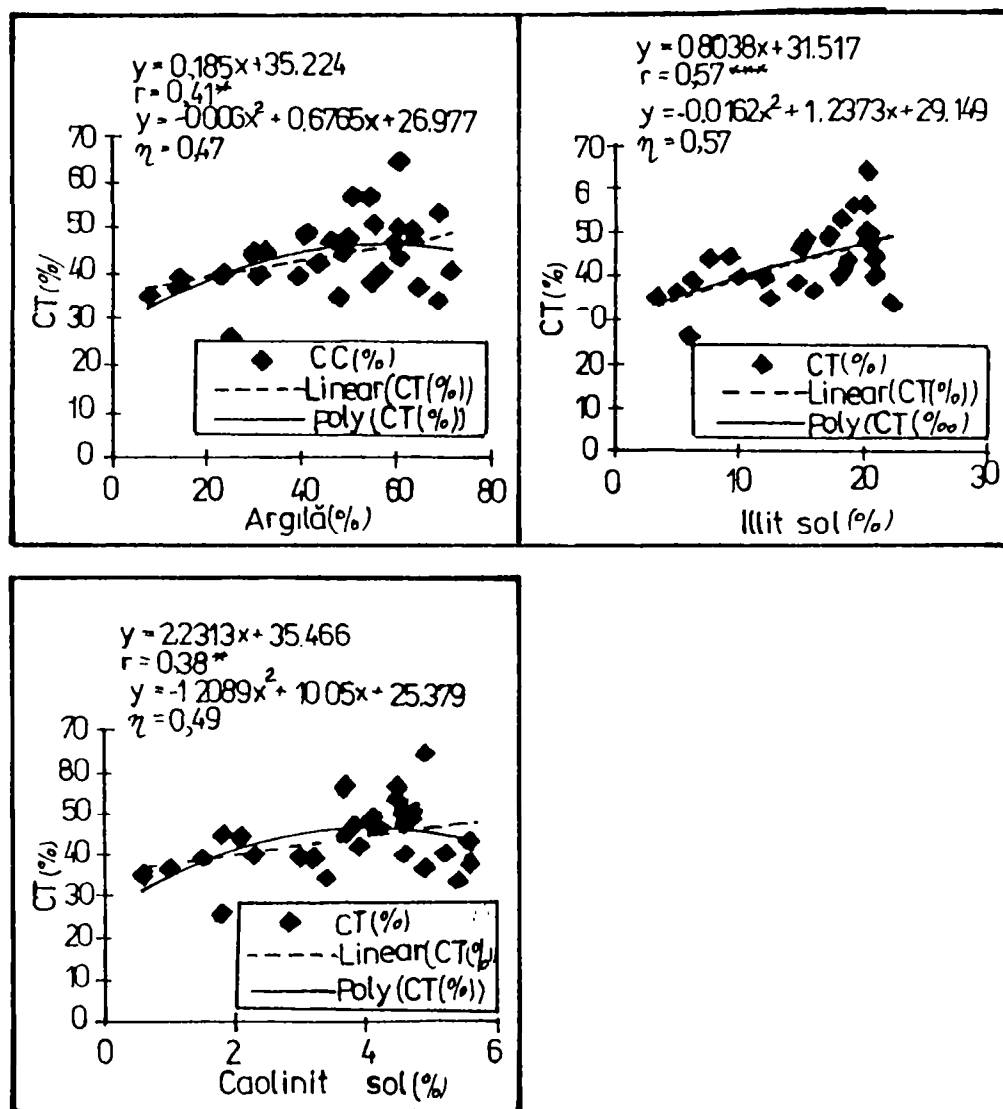 y = 0,185x+35.224
r = 0,41*
y = -0006x² + 0.6765x + 26.977
η = 0,47
70
60
50
40
30
20
10
0
CT(%)
CC(%)
Linear(CT(%))
Poly(CT(%))
0 20 40 60 80
Argilă(%)
y = 0.8038x + 31.517
r = 0,57***
y = -0.0162x² + 1.2373x + 29.149
η = 0,57
70
60
50
40
-0
20
10
0
CT(%)
CT(%)
Linear(CT(%))
Poly(CT(%o)
0 10 20 30
Illit sol(%)
y = 2.2313x + 35.466
r = 0,38*
y = -1 2089x² + 10 05x + 25.379
η = 0,49
70
80
50
40
30
20
10
0
CT(%)
CT(%)
Linear(CT(%)
Poly(CT(%))
0 2 4 6
Caolinit sol(%)